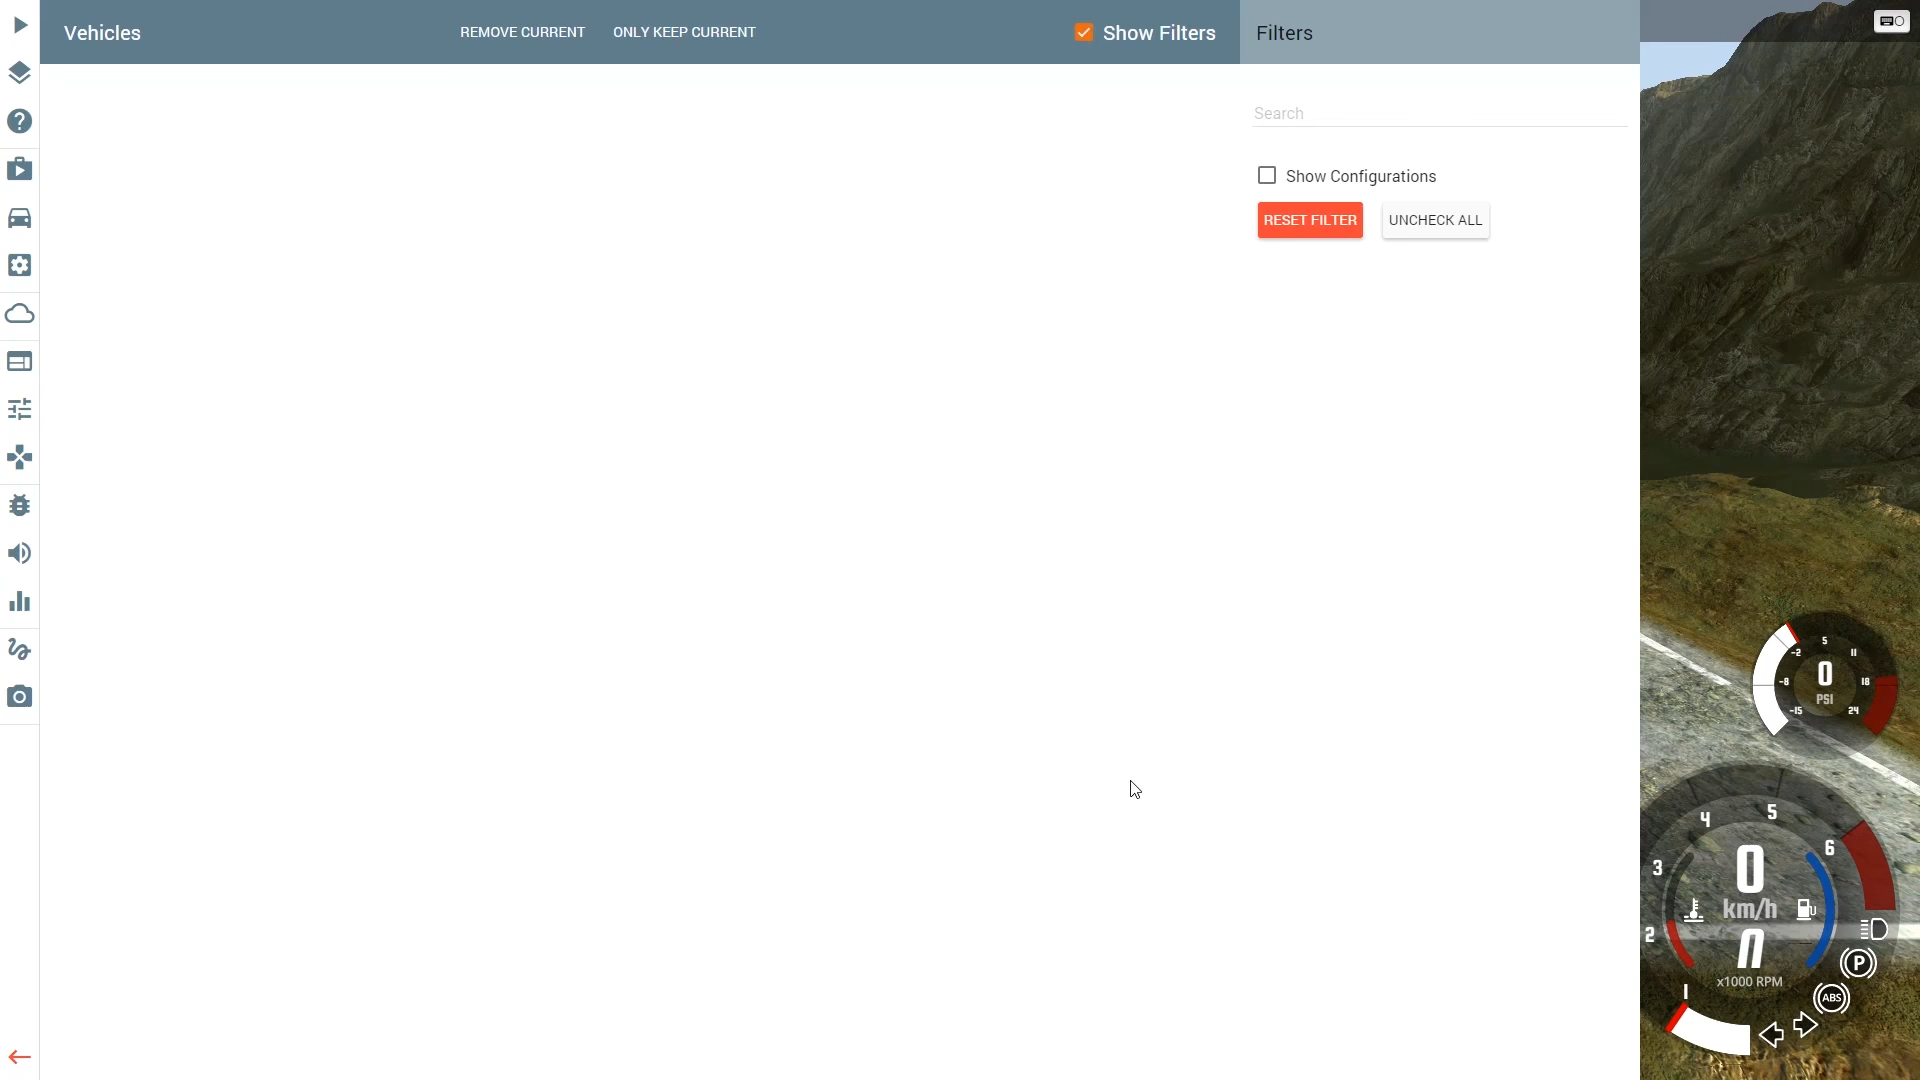 Vehicles
REMOVE CURRENT
ONLY KEEP CURRENT
Show Filters
Filters
Search
Show Configurations
RESET FILTER
UNCHECK ALL
5
-2
11
-8
0
18
PSI
-15
24
4
5
3
6
0
km/h
2
n
P
x1000 RPM
1
ABS